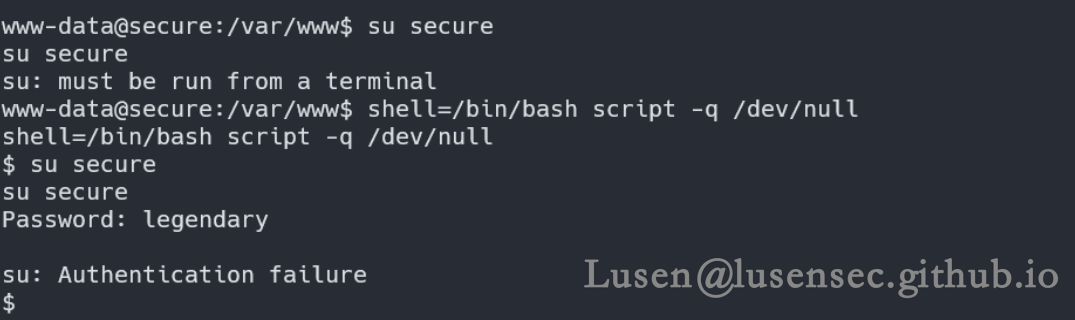 www-data@secure:/var/www$ su secure
su secure
su: must be run from a terminal
www-data@secure:/var/www$ shell=/bin/bash script -q /dev/null
shell=/bin/bash script -q /dev/null
$ su secure
su secure
Password: legendary
su: Authentication failure
$
Lusen@lusensec.github.io